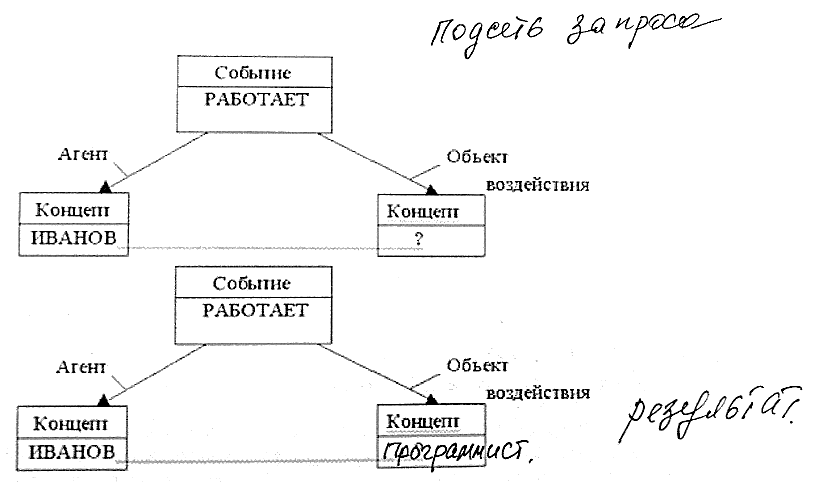 Подсеть запроса
Событие
РАБОТАЕТ
Агент
Объект
воздействия
Концепт
ИВАНОВ
Концепт
?
Событие
РАБОТАЕТ
Агент
Объект
воздействия
Концепт
ИВАНОВ
Концепт
Программист.
результат.